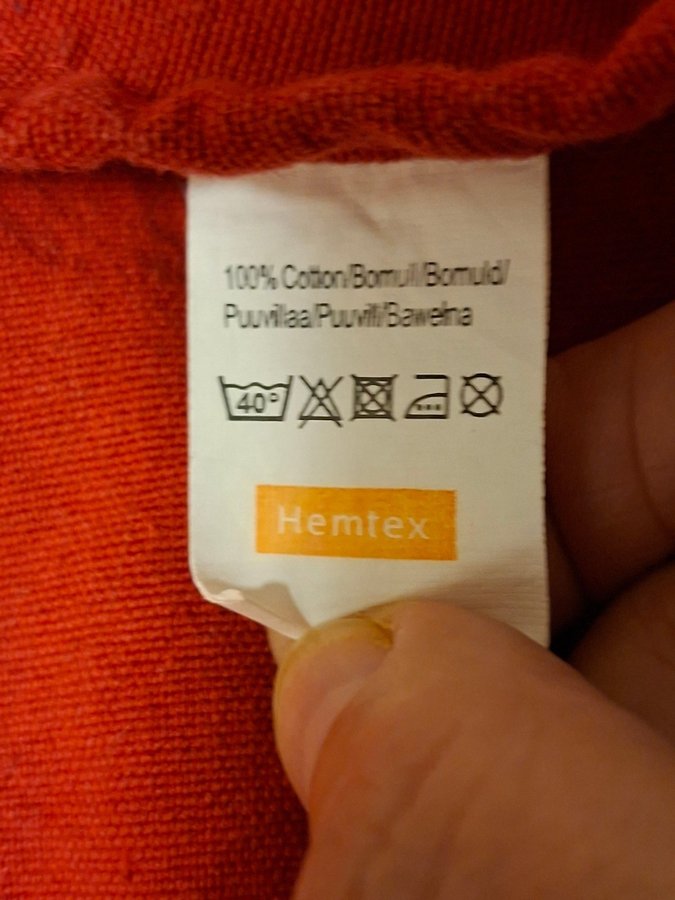 100% Cotton/Bomull/Bomuld/
Puuvillaa/Puuvill/Bawełna
40°
Hemtex